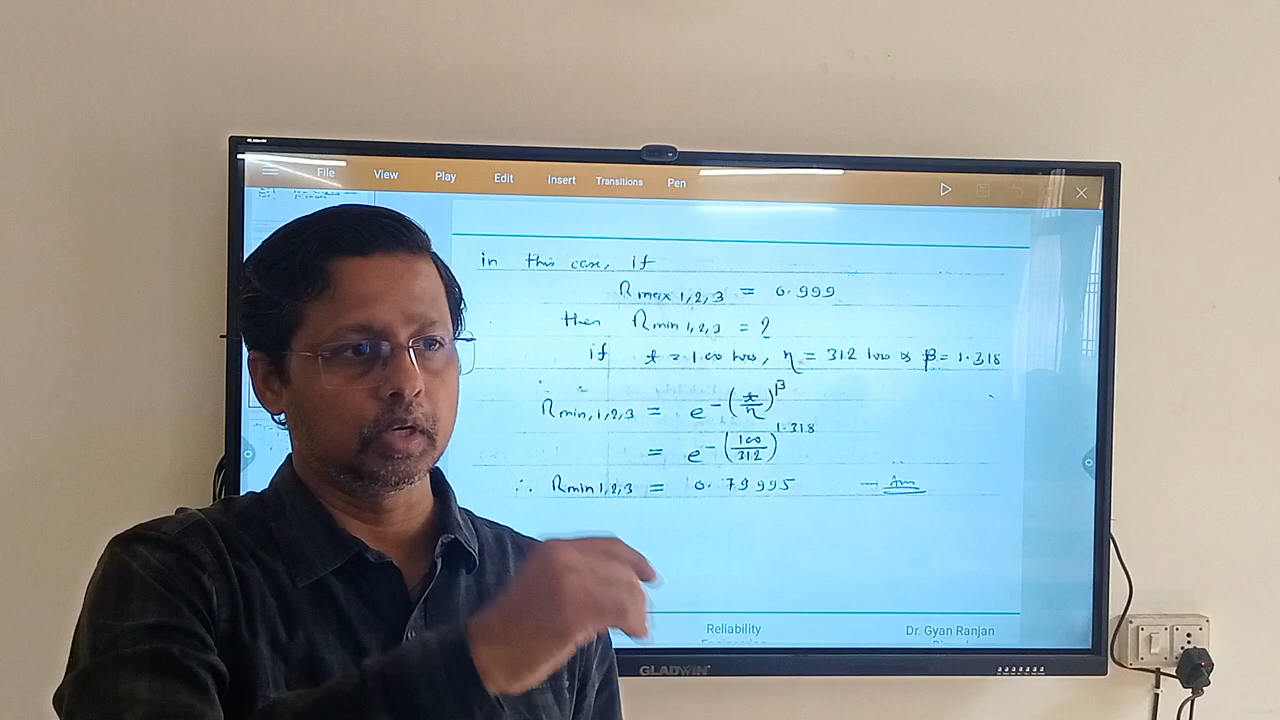 File View Play Edit Insert Transitions Pen
in this case, if
Rmax 1,2,3 = 0.999
then Rmin 1,2,3 = ?
if t = 100 hrs, η = 312 hrs & β = 1.318
∴ Rmin,1,2,3 = e^-(t/η)^β
= e^-(100/312)^1.318
∴ Rmin 1,2,3 = 0.79995 → Ans
Reliability
Dr. Gyan Ranjan
GLADWIN